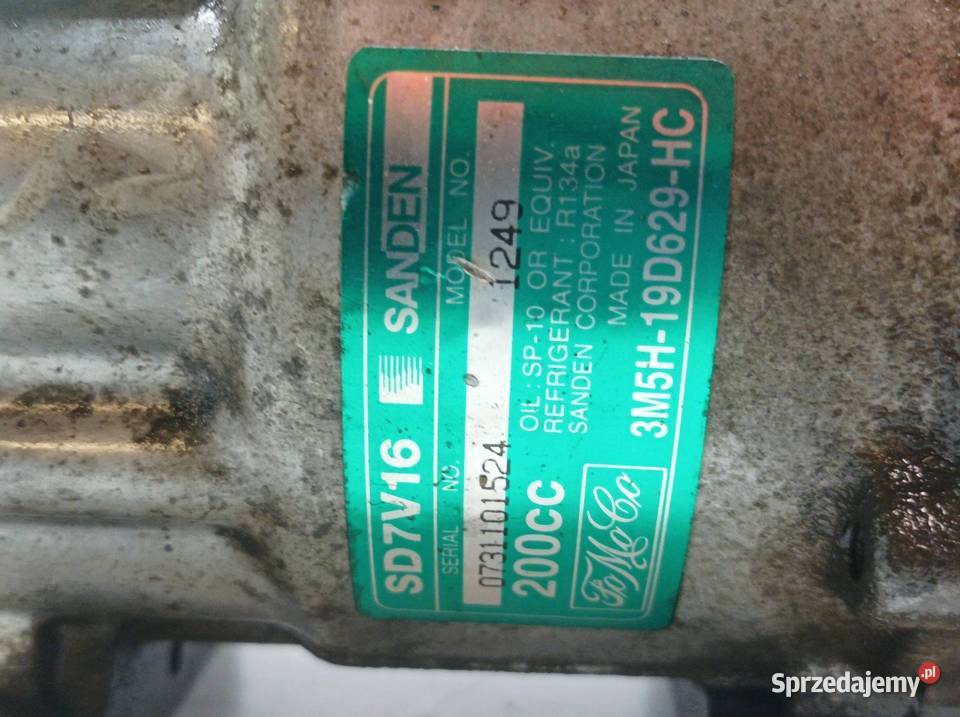 SD7V16 SANDEN
SERIAL NO. MODEL NO.
07311101524 1249
200CC
OIL : SP-10 OR EQUIV.
REFRIGERANT : R134a
SANDEN CORPORATION
MADE IN JAPAN
FoMoCo 3M5H-19D629-HC
Sprzedajemy.pl